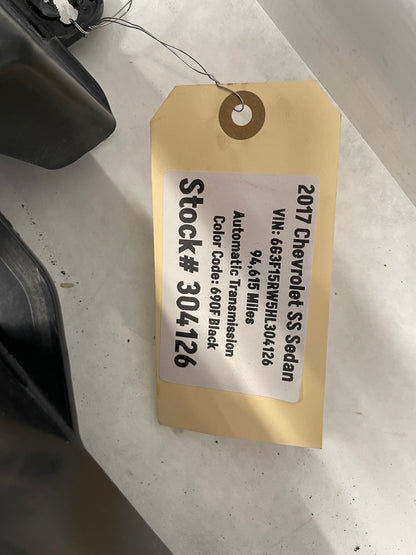 2017 Chevrolet SS Sedan
VIN: 6G3F15RW5HL304126
94,615 Miles
Automatic Transmission
Color Code: 690F Black
Stock# 304126